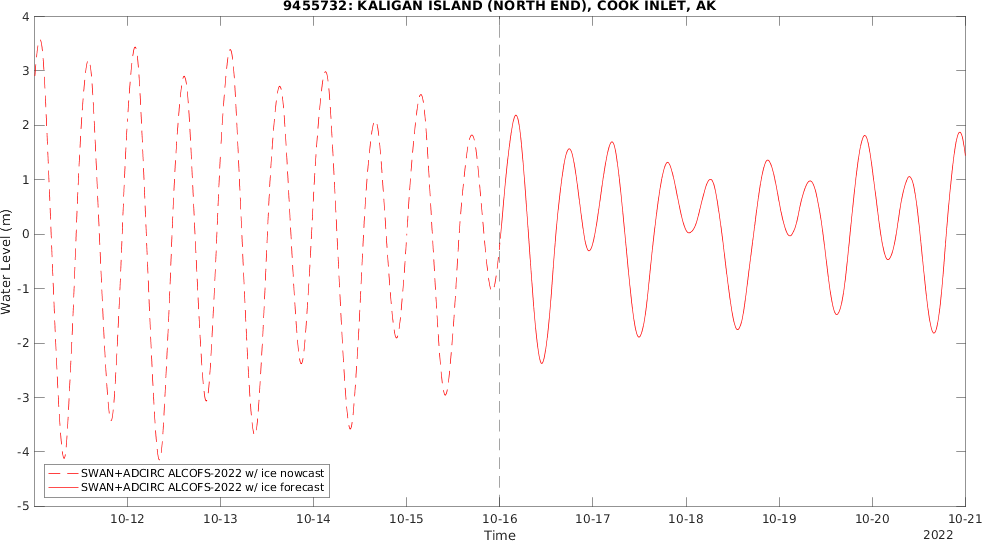 9455732: KALIGAN ISLAND (NORTH END), COOK INLET, AK
4
3
2
1
0
-1
-2
-3
-4
-5
Water Level (m)
SWAN+ADCIRC ALCOFS-2022 w/ ice nowcast
SWAN+ADCIRC ALCOFS-2022 w/ ice forecast
10-12 10-13 10-14 10-15 10-16 10-17 10-18 10-19 10-20 10-21
Time
2022